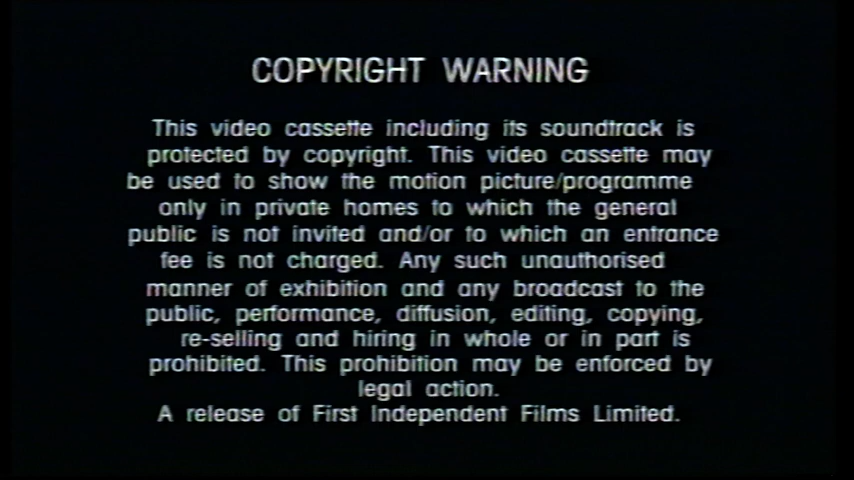 COPYRIGHT WARNING
This video cassette including its soundtrack is
protected by copyright. This video cassette may
be used to show the motion picture/programme
only in private homes to which the general
public is not invited and/or to which an entrance
fee is not charged. Any such unauthorised
manner of exhibition and any broadcast to the
public, performance, diffusion, editing, copying,
re-selling and hiring in whole or in part is
prohibited. This prohibition may be enforced by
legal action.
A release of First Independent Films Limited.